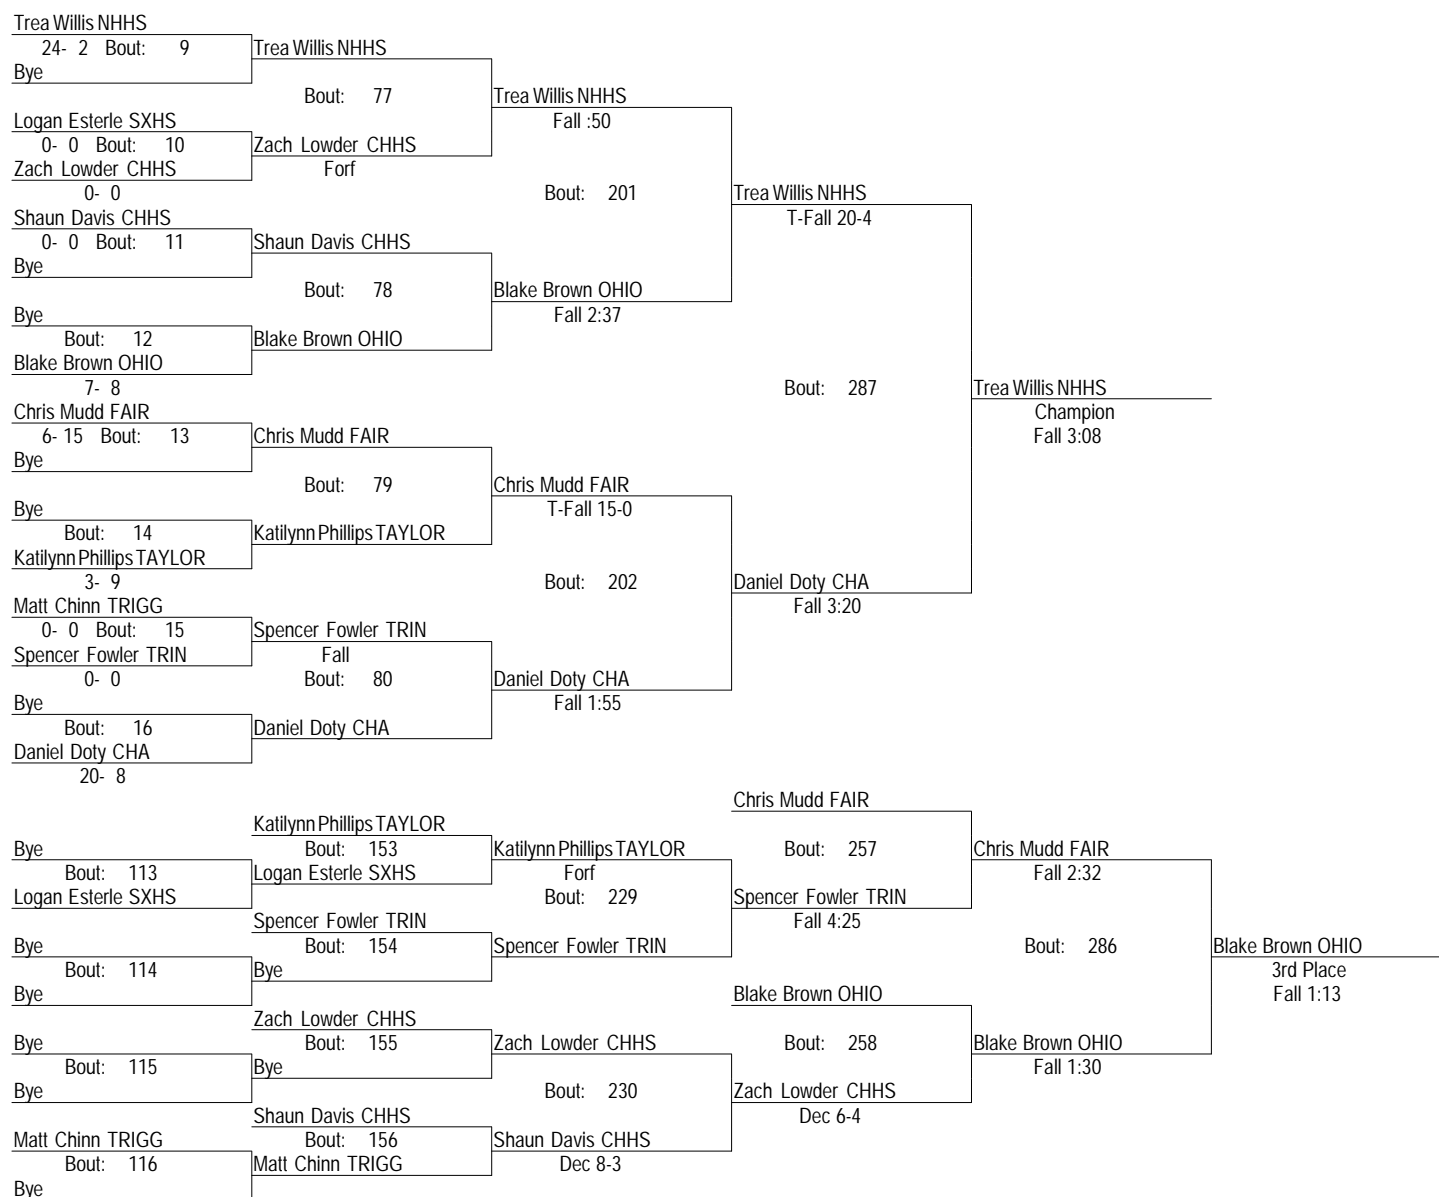 Trea Willis NHHS
24- 2 Bout: 9
Trea Willis NHHS
Bye
Bout: 77
Trea Willis NHHS
Logan Esterle SXHS
Fall :50
0- 0 Bout: 10
Zach Lowder CHHS
Zach Lowder CHHS
Forf
0- 0
Bout: 201
Trea Willis NHHS
Shaun Davis CHHS
T-Fall 20-4
0- 0 Bout: 11
Shaun Davis CHHS
Bye
Bout: 78
Blake Brown OHIO
Bye
Fall 2:37
Bout: 12
Blake Brown OHIO
Blake Brown OHIO
7- 8
Bout: 287
Trea Willis NHHS
Chris Mudd FAIR
Champion
6- 15 Bout: 13
Chris Mudd FAIR
Fall 3:08
Bye
Bout: 79
Chris Mudd FAIR
Bye
T-Fall 15-0
Bout: 14
Katilynn Phillips TAYLOR
Katilynn Phillips TAYLOR
3- 9
Bout: 202
Daniel Doty CHA
Matt Chinn TRIGG
Fall 3:20
0- 0 Bout: 15
Spencer Fowler TRIN
Spencer Fowler TRIN
Fall
0- 0
Bout: 80
Daniel Doty CHA
Bye
Fall 1:55
Bout: 16
Daniel Doty CHA
Daniel Doty CHA
20- 8
Chris Mudd FAIR
Katilynn Phillips TAYLOR
Bye
Bout: 153
Katilynn Phillips TAYLOR
Bout: 257
Chris Mudd FAIR
Bout: 113
Logan Esterle SXHS
Forf
Fall 2:32
Logan Esterle SXHS
Bout: 229
Spencer Fowler TRIN
Spencer Fowler TRIN
Fall 4:25
Bye
Bout: 154
Spencer Fowler TRIN
Bout: 286
Blake Brown OHIO
Bout: 114
Bye
3rd Place
Bye
Blake Brown OHIO
Fall 1:13
Zach Lowder CHHS
Bye
Bout: 155
Zach Lowder CHHS
Bout: 258
Blake Brown OHIO
Bout: 115
Bye
Fall 1:30
Bye
Bout: 230
Zach Lowder CHHS
Shaun Davis CHHS
Dec 6-4
Matt Chinn TRIGG
Bout: 156
Shaun Davis CHHS
Bout: 116
Matt Chinn TRIGG
Dec 8-3
Bye